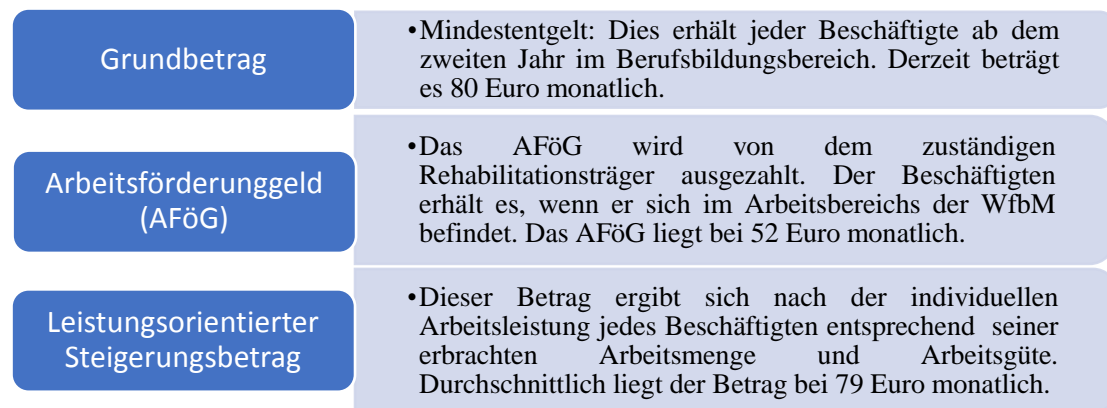 Grundbetrag
•Mindestentgelt: Dies erhält jeder Beschäftigte ab dem
zweiten Jahr im Berufsbildungsbereich. Derzeit beträgt
es 80 Euro monatlich.
Arbeitsförderunggeld
(AFöG)
•Das AFöG wird von dem zuständigen
Rehabilitationsträger ausgezahlt. Der Beschäftigten
erhält es, wenn er sich im Arbeitsbereichs der WfbM
befindet. Das AFöG liegt bei 52 Euro monatlich.
Leistungsorientierter
Steigerungsbetrag
•Dieser Betrag ergibt sich nach der individuellen
Arbeitsleistung jedes Beschäftigten entsprechend seiner
erbrachten Arbeitsmenge und Arbeitsgüte.
Durchschnittlich liegt der Betrag bei 79 Euro monatlich.